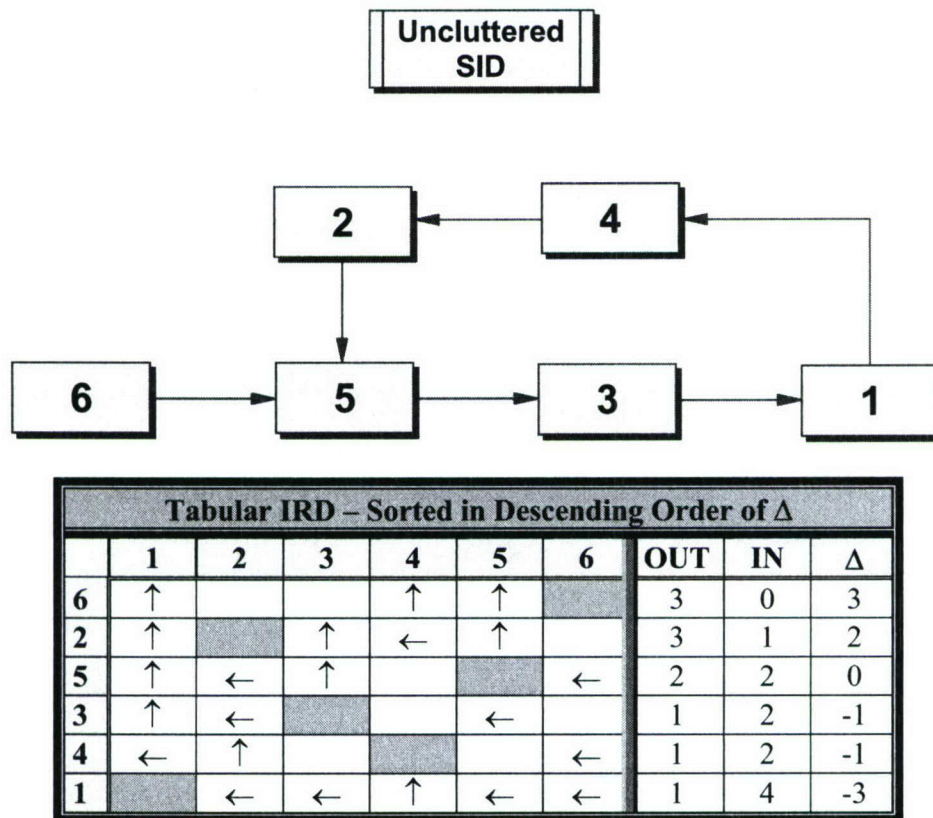 Uncluttered
SID
2 4
6 5 3 1
Tabular IRD – Sorted in Descending Order of Δ
1 2 3 4 5 6 OUT IN Δ
6 ↑ ↑ ↑ 3 0 3
2 ↑ ↑ ← ↑ 3 1 2
5 ↑ ← ↑ ← 2 2 0
3 ↑ ← ← 1 2 -1
4 ← ↑ ← 1 2 -1
1 ← ← ↑ ← ← 1 4 -3